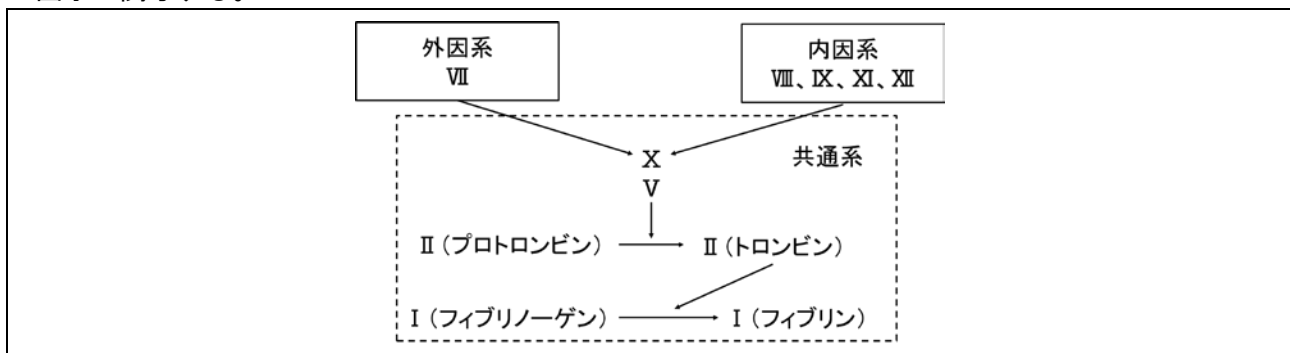 外因系
Ⅶ
内因系
Ⅷ、Ⅸ、Ⅺ、Ⅻ
共通系
Ⅹ
Ⅴ
Ⅱ（プロトロンビン）
Ⅱ（トロンビン）
Ⅰ（フィブリノーゲン）
Ⅰ（フィブリン）